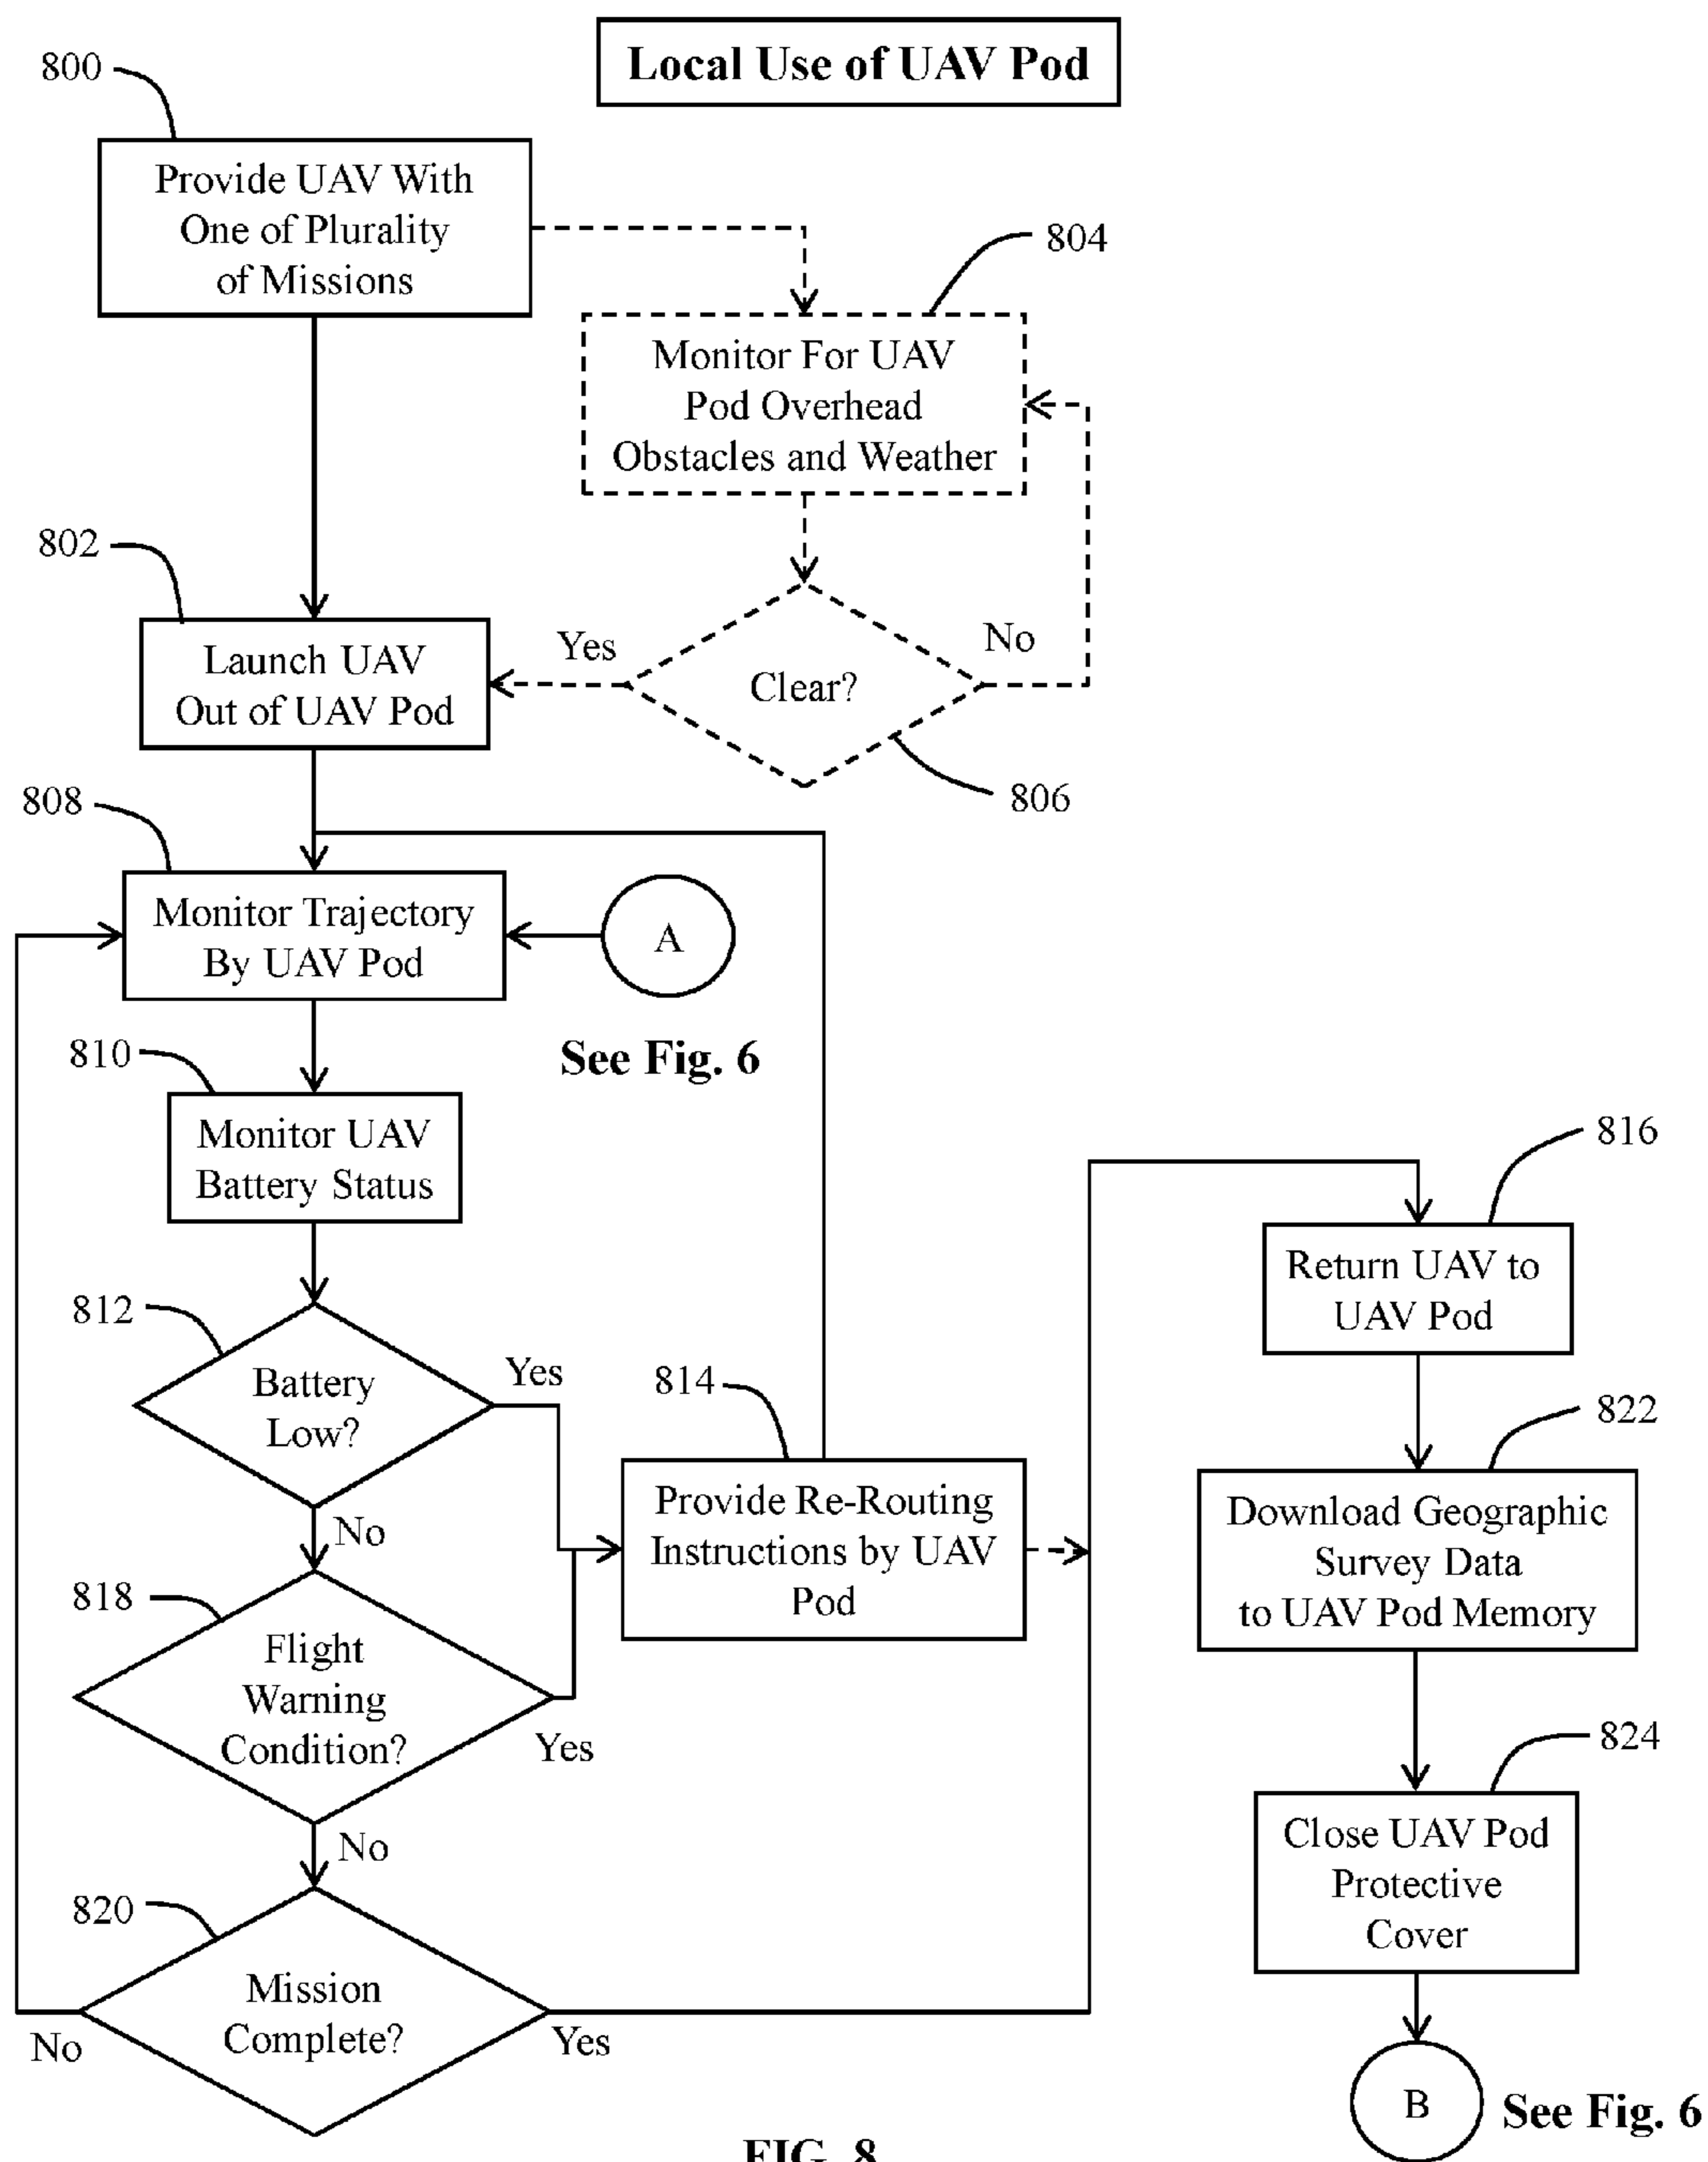 Local Use of UAV Pod
800
Provide UAV With
One of Plurality
of Missions
804
Monitor For UAV
Pod Overhead
Obstacles and Weather
802
Launch UAV
Out of UAV Pod
Yes
Clear?
No
806
808
Monitor Trajectory
By UAV Pod
A
See Fig. 6
810
Monitor UAV
Battery Status
812
Battery
Low?
Yes
No
814
Provide Re-Routing
Instructions by UAV
Pod
818
Flight
Warning
Condition?
Yes
No
820
Mission
Complete?
No
Yes
816
Return UAV to
UAV Pod
822
Download Geographic
Survey Data
to UAV Pod Memory
824
Close UAV Pod
Protective
Cover
B
See Fig. 6
FIG. 8